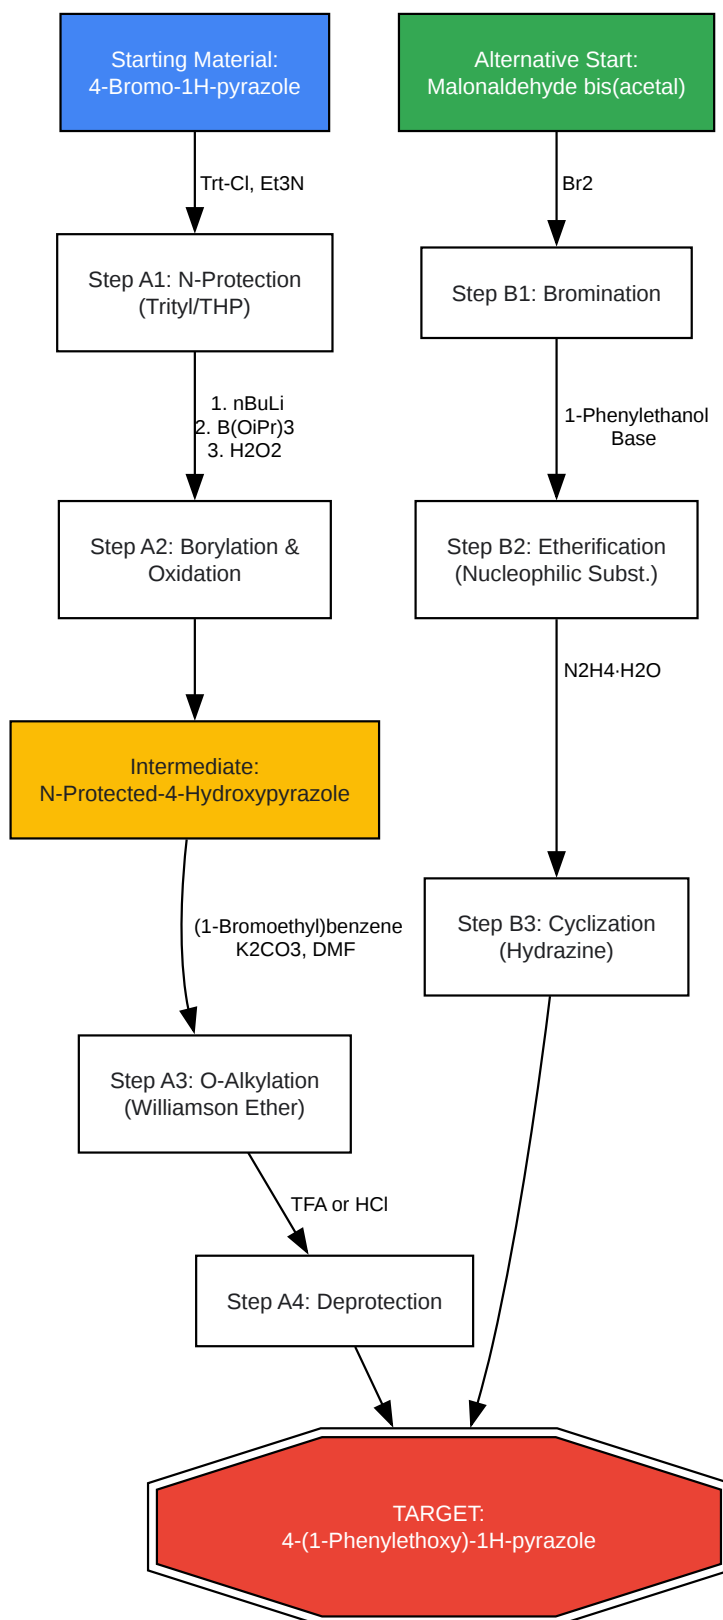 Starting Material:
4-Bromo-1H-pyrazole
Alternative Start:
Malonaldehyde bis(acetal)
Trt-Cl, Et3N
Br2
Step A1: N-Protection
(Trityl/THP)
Step B1: Bromination
1. nBuLi
2. B(OiPr)3
3. H2O2
1-Phenylethanol
Base
Step A2: Borylation &
Oxidation
Step B2: Etherification
(Nucleophilic Subst.)
N2H4·H2O
Intermediate:
N-Protected-4-Hydroxypyrazole
(1-Bromoethyl)benzene
K2CO3, DMF
Step B3: Cyclization
(Hydrazine)
Step A3: O-Alkylation
(Williamson Ether)
TFA or HCl
Step A4: Deprotection
TARGET:
4-(1-Phenylethoxy)-1H-pyrazole